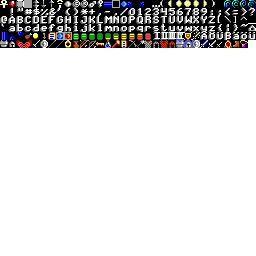 !"#$%&'()*+,-./0123456789:;<=>?
@ABCDEFGHIJKLMNOPQRSTUVWXYZ[\]^
`abcdefghijklmnopqrstuvwxyz{|}~
ÄÖÜßäöü